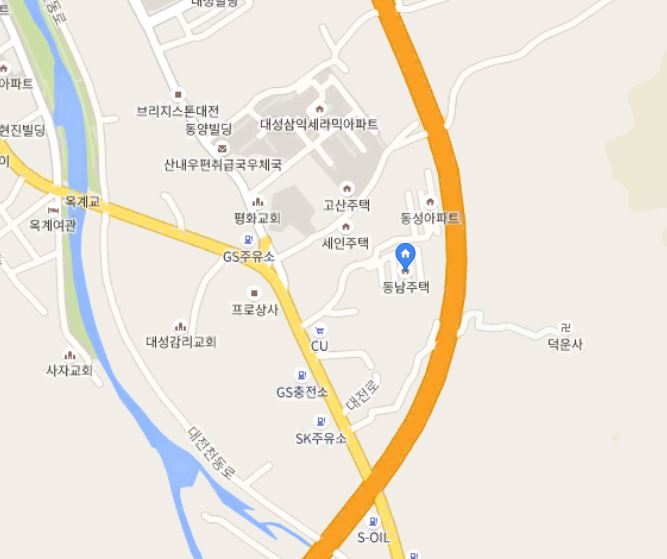 대성빌딩
동로
아파트
브리지스톤대전
현진빌딩
동양빌딩
대성삼익세라믹아파트
이
산내우편취급국우체국
옥계교
고산주택
옥계여관
평화교회
동성아파트
세인주택
GS주유소
동남주택
프로상사
대성감리교회
CU
덕운사
사자교회
GS충전소
대전로
SK주유소
대전천동로
S-OIL